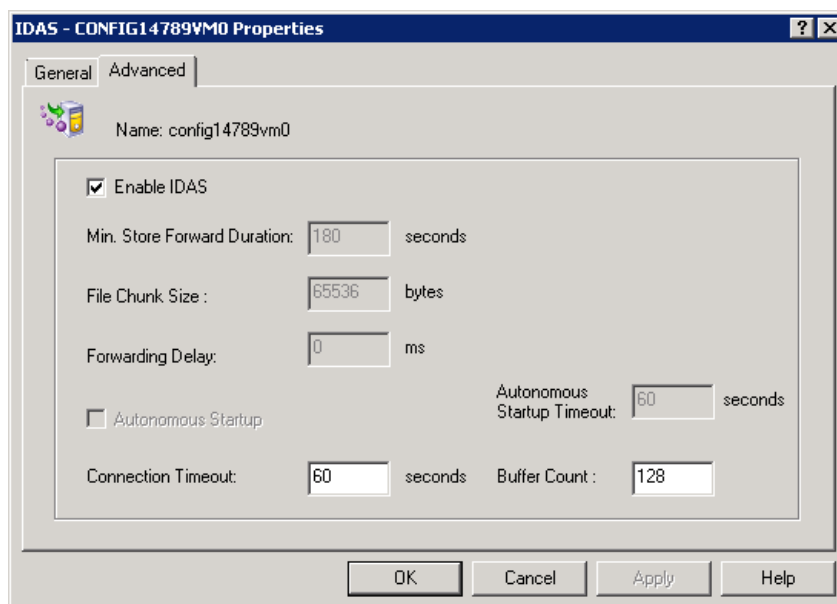 IDAS - CONFIG14789VM0 Properties
General Advanced
Name: config14789vm0
Enable IDAS
Min. Store Forward Duration: 180 seconds
File Chunk Size : 65536 bytes
Forwarding Delay: 0 ms
Autonomous Startup
Autonomous Startup Timeout: 60 seconds
Connection Timeout: 60 seconds
Buffer Count : 128
OK Cancel Apply Help